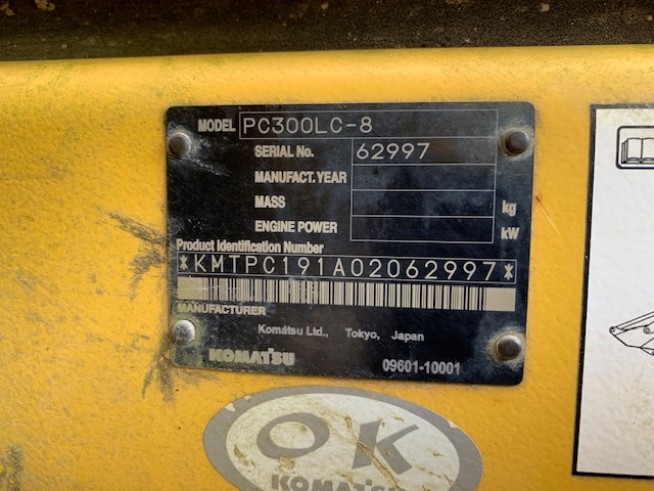 MODEL PC300LC-8
SERIAL No. 62997
MANUFACT. YEAR
MASS kg
ENGINE POWER kW
Product Identification Number
*KMTPC191A02062997*
MANUFACTURER
Komatsu Ltd., Tokyo, Japan
KOMATSU 09601-10001
OK
KOMATSU